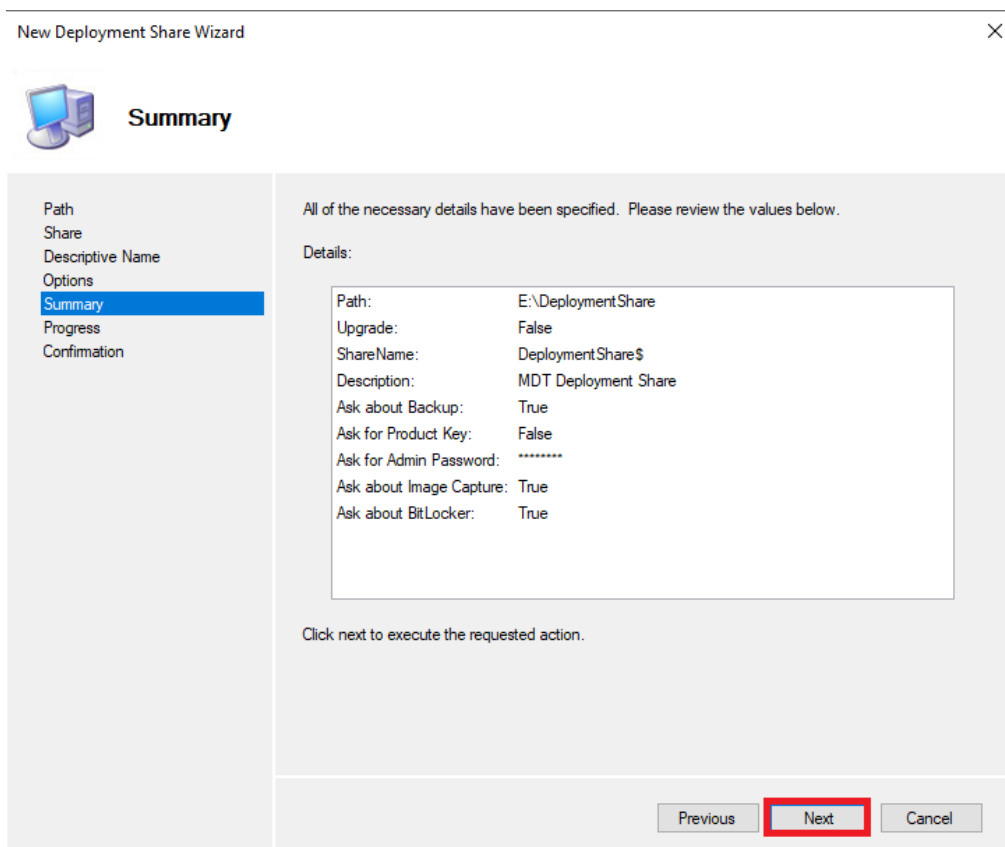 New Deployment Share Wizard
Summary
Path
Share
Descriptive Name
Options
Summary
Progress
Confirmation
All of the necessary details have been specified.  Please review the values below.
Details:
Path: E:\DeploymentShare
Upgrade: False
ShareName: DeploymentShare$
Description: MDT Deployment Share
Ask about Backup: True
Ask for Product Key: False
Ask for Admin Password: ********
Ask about Image Capture: True
Ask about BitLocker: True
Click next to execute the requested action.
Previous Next Cancel